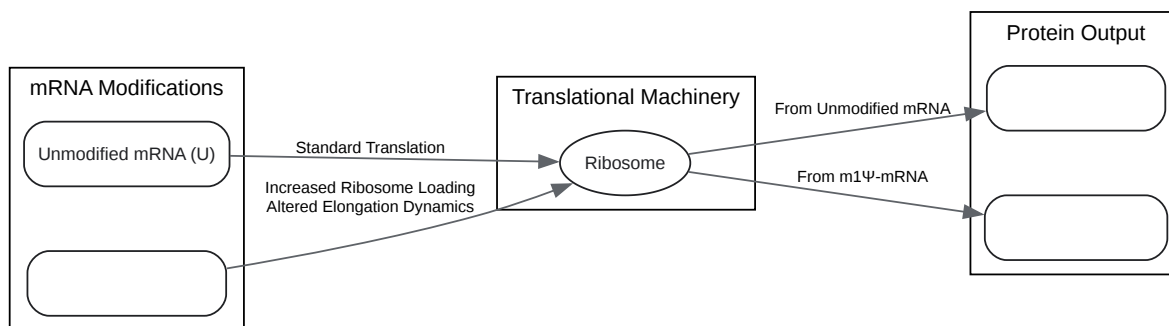 mRNA Modifications
Unmodified mRNA (U)
Standard Translation
Increased Ribosome Loading
Altered Elongation Dynamics
Translational Machinery
Ribosome
From Unmodified mRNA
From m1Ψ-mRNA
Protein Output